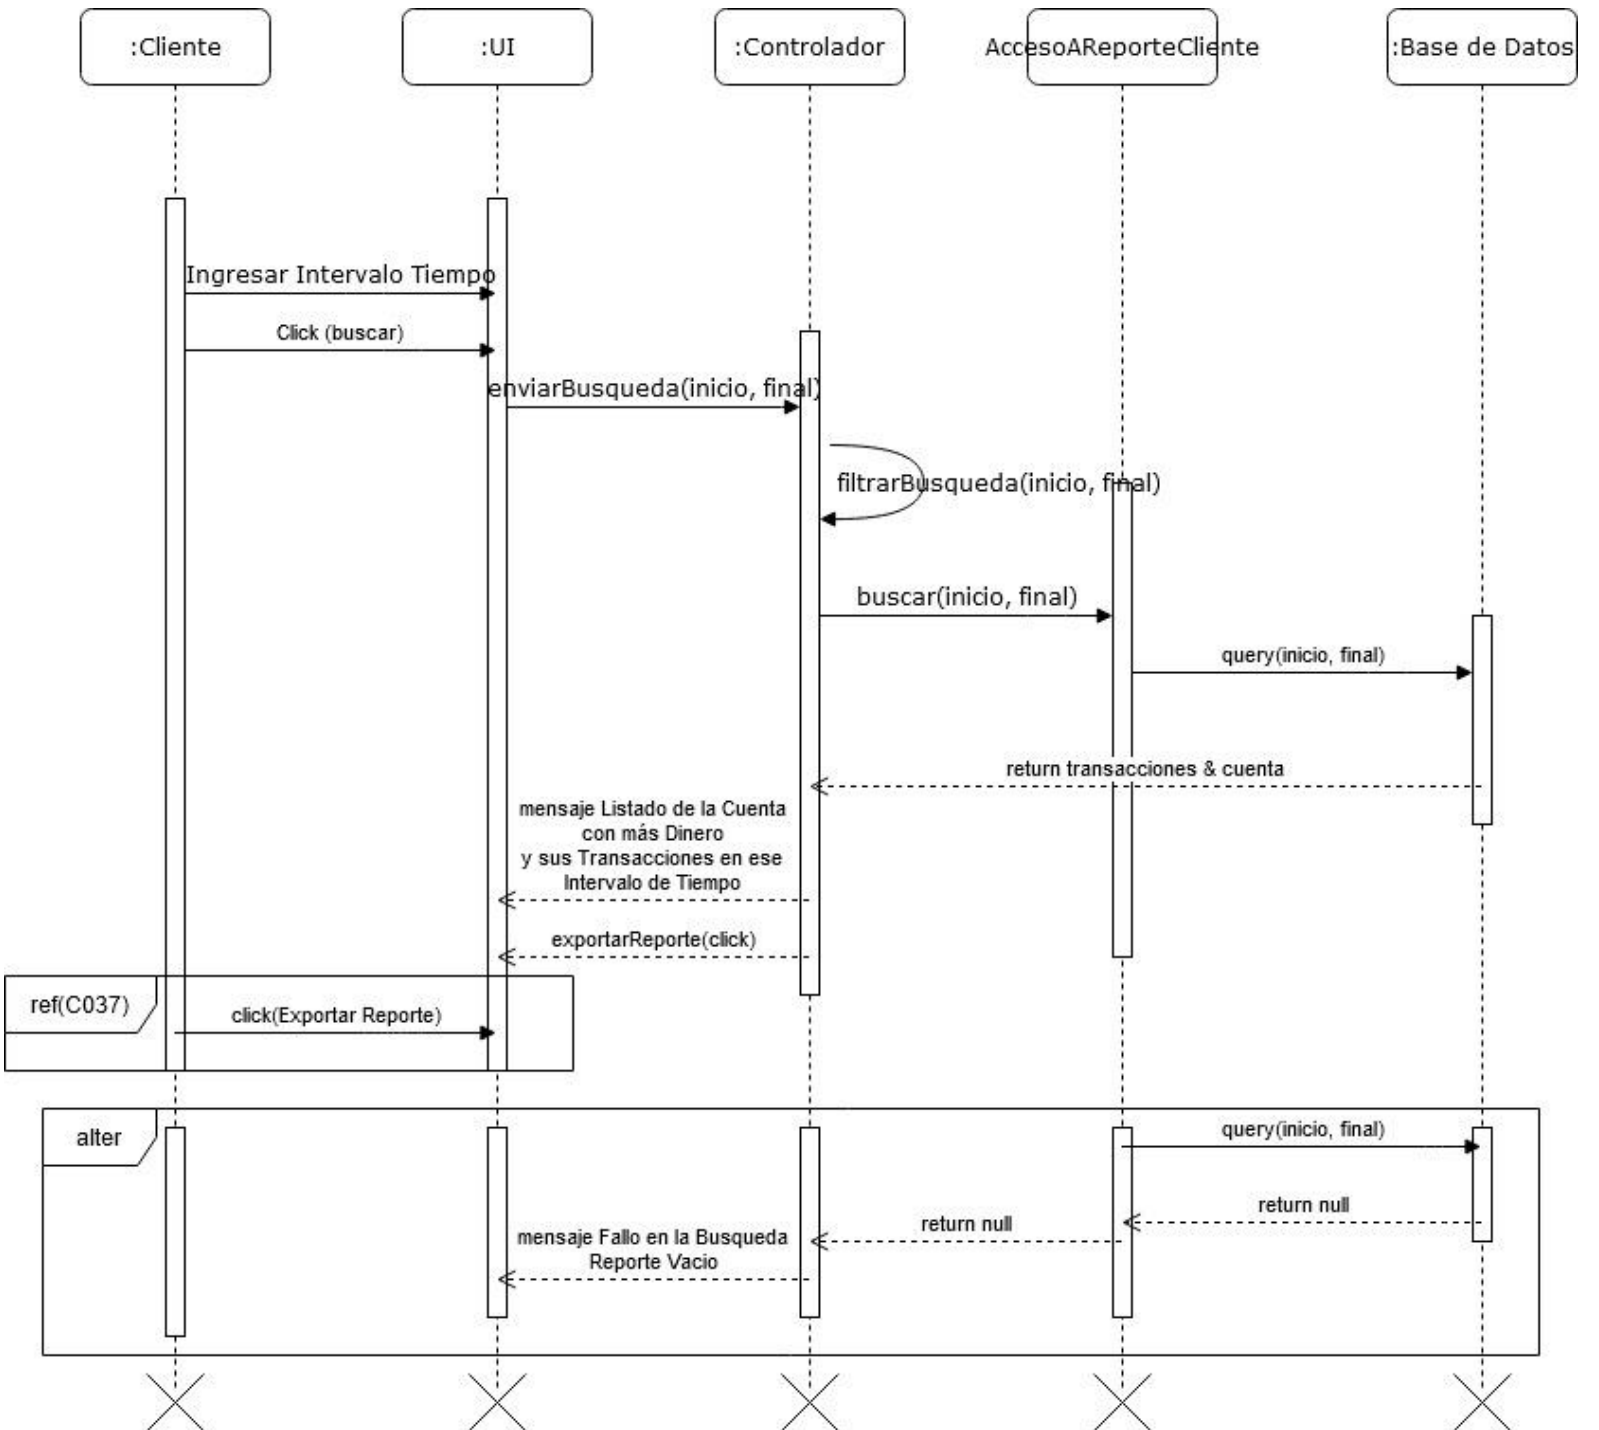 :Cliente
:UI
:Controlador
AccesoAReporteCliente
:Base de Datos
Ingresar Intervalo Tiempo
Click (buscar)
enviarBusqueda(inicio, final)
filtrarBusqueda(inicio, final)
buscar(inicio, final)
query(inicio, final)
return transacciones & cuenta
mensaje Listado de la Cuenta
con más Dinero
y sus Transacciones en ese
Intervalo de Tiempo
exportarReporte(click)
ref(C037)
click(Exportar Reporte)
alter
query(inicio, final)
return null
return null
mensaje Fallo en la Busqueda
Reporte Vacio